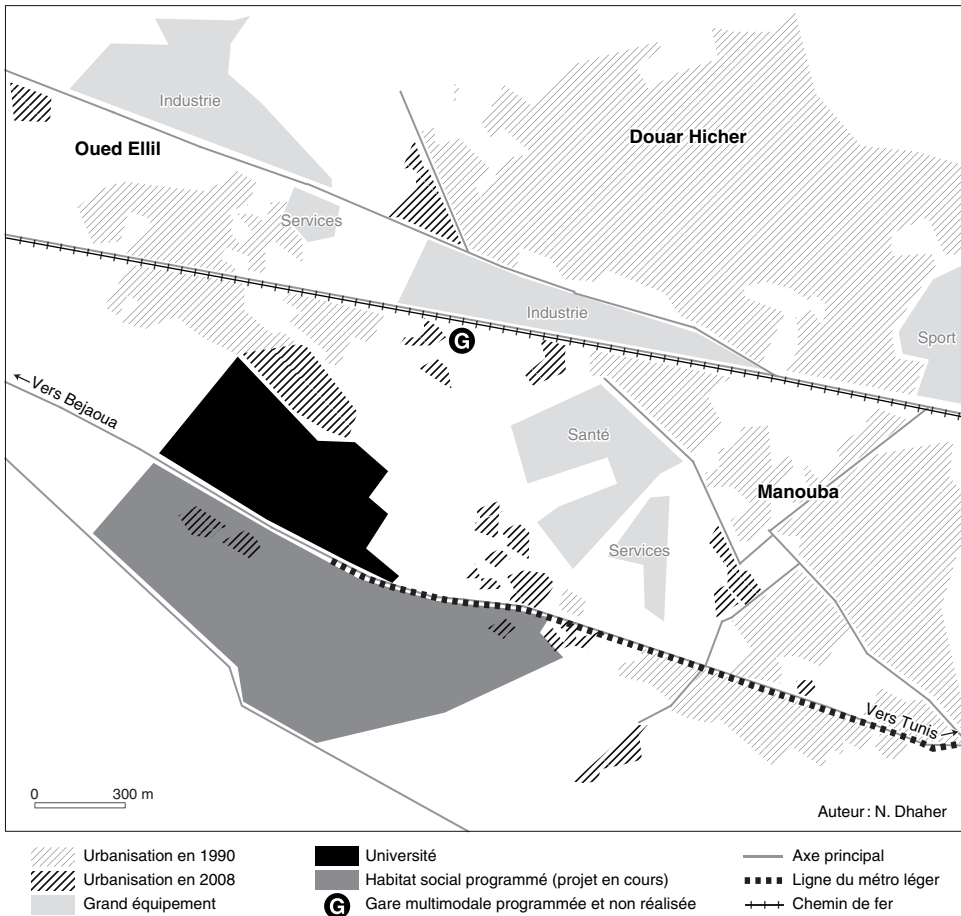 Industrie
Oued Ellil
Douar Hicher
Services
Industrie
Sport
G
←Vers Bejaoua
Santé
Manouba
Services
Vers Tunis→
0 300 m
Auteur : N. Dhaher
Urbanisation en 1990
Urbanisation en 2008
Grand équipement
Université
Habitat social programmé (projet en cours)
G Gare multimodale programmée et non réalisée
Axe principal
Ligne du métro léger
Chemin de fer